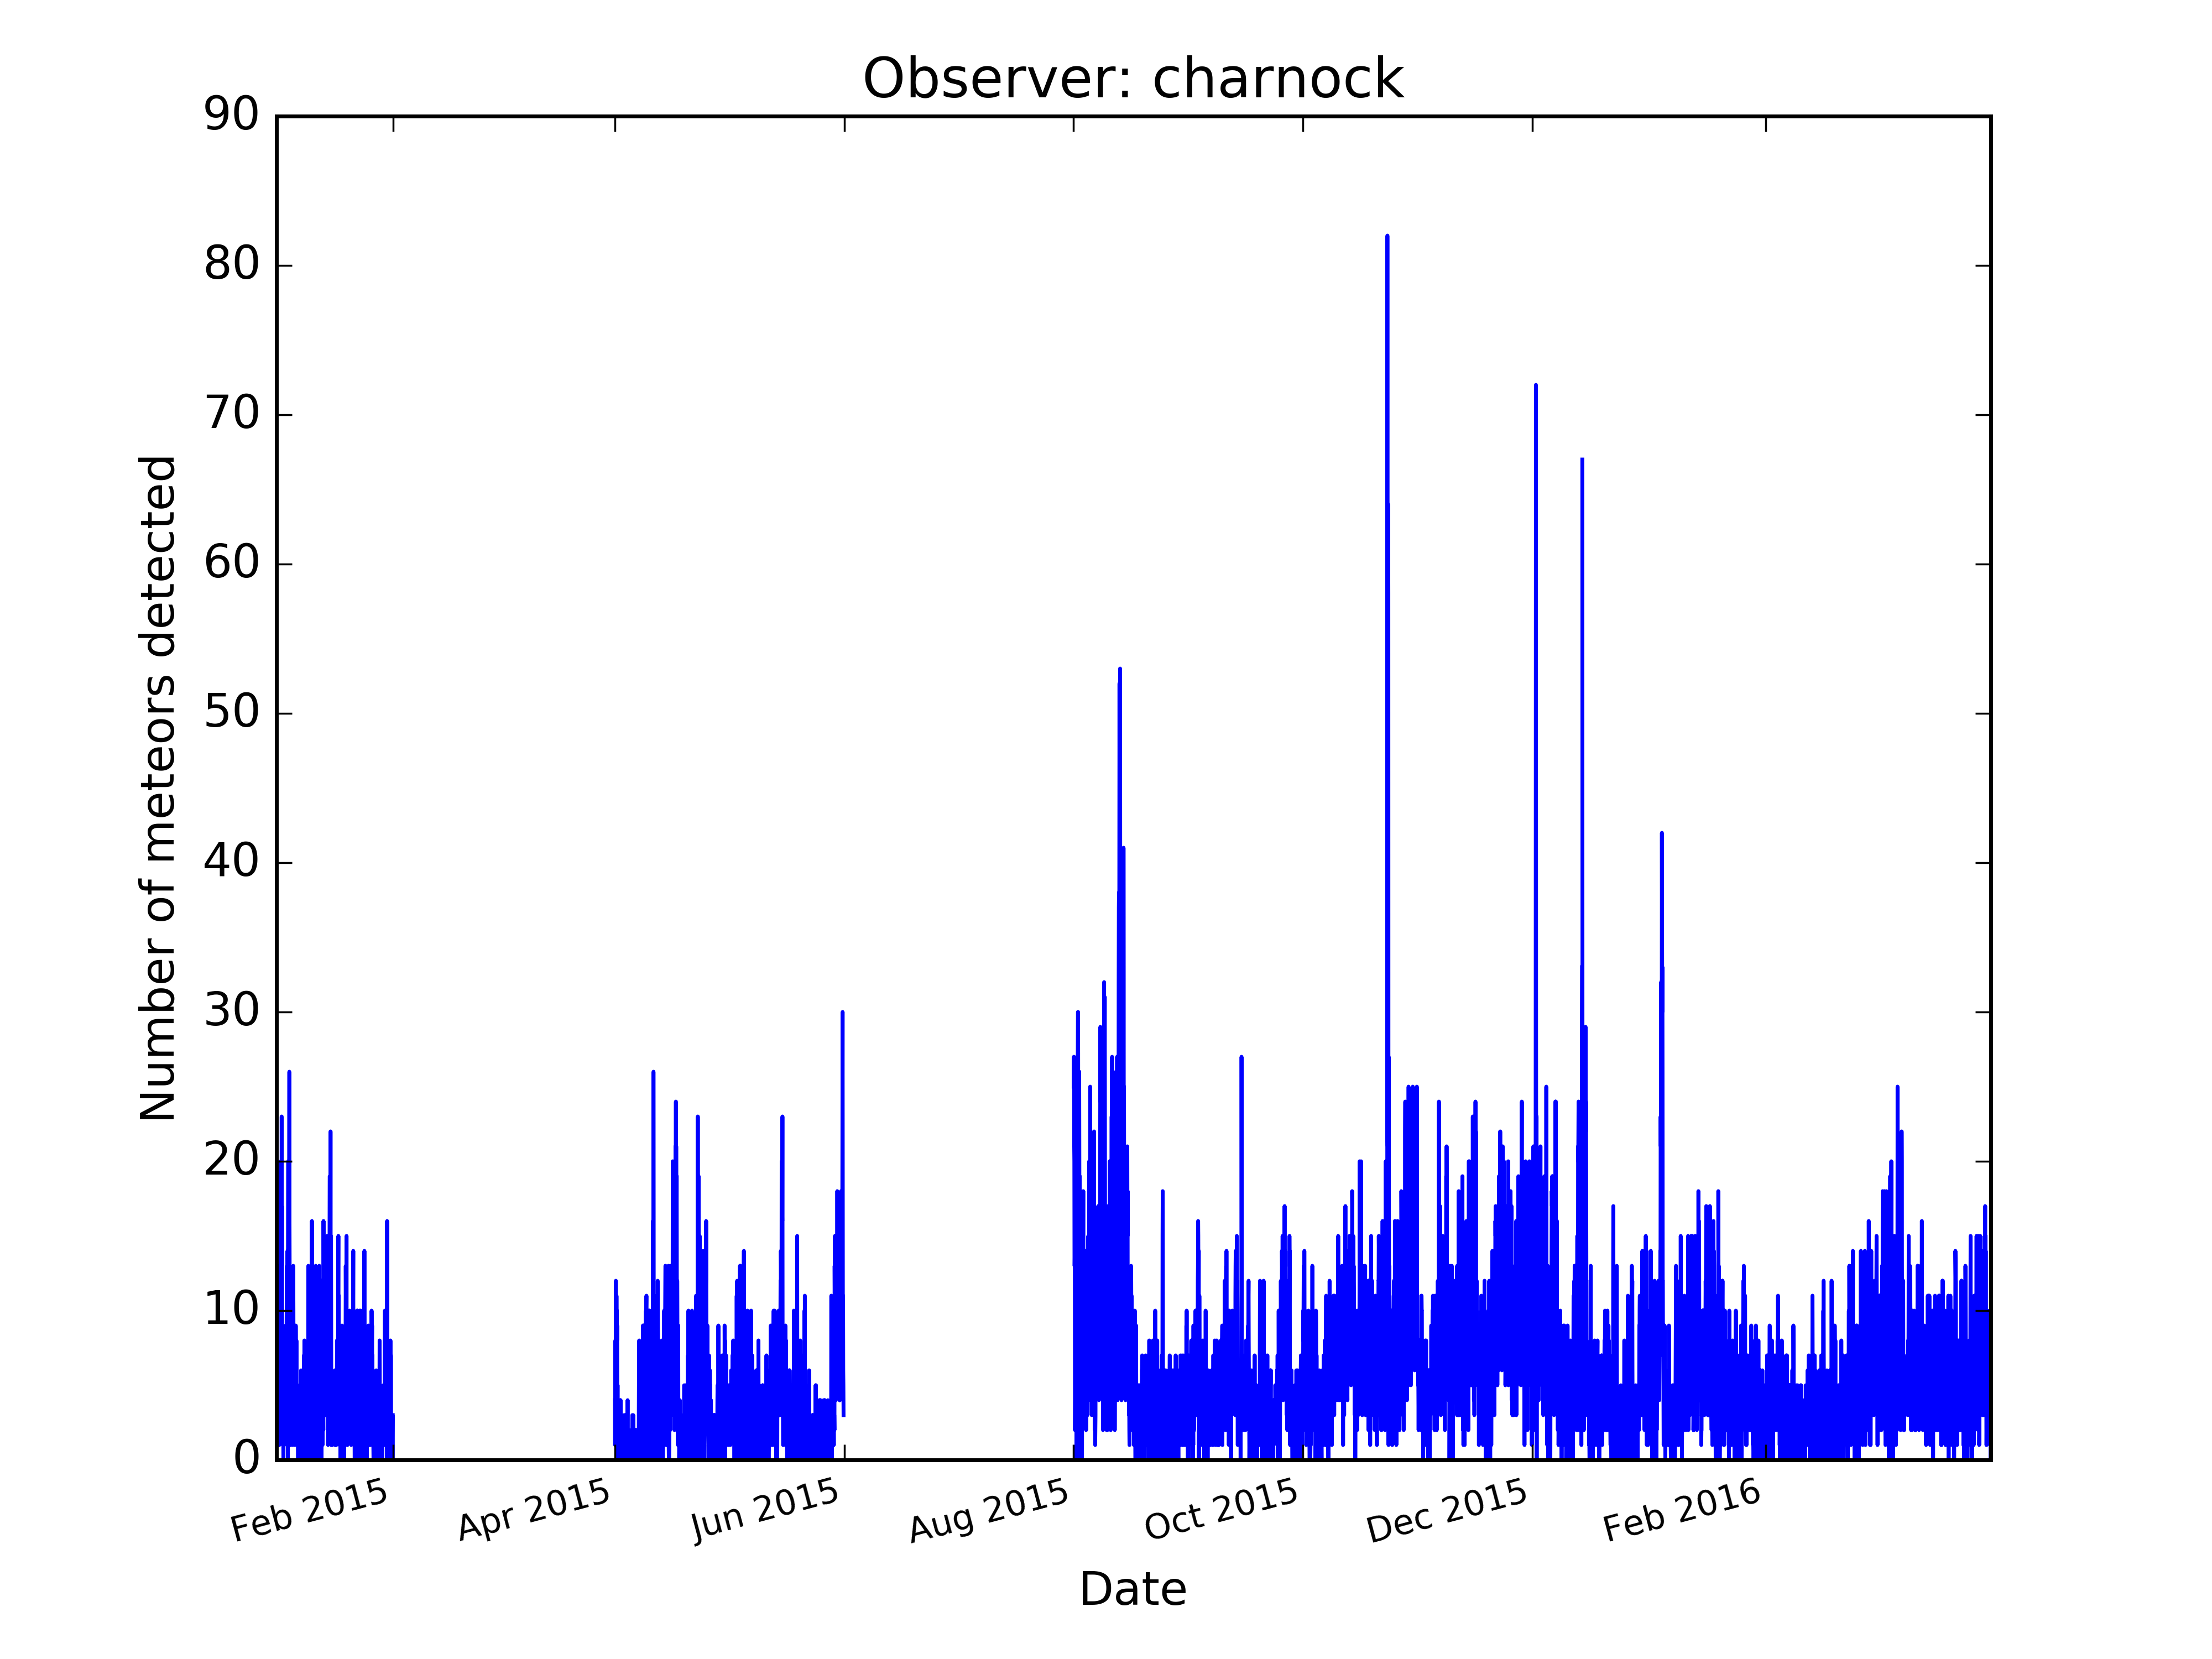 Observer: charnock
90
80
70
60
50
40
30
20
10
0
Number of meteors detected
Feb 2015
Apr 2015
Jun 2015
Aug 2015
Oct 2015
Dec 2015
Feb 2016
Date